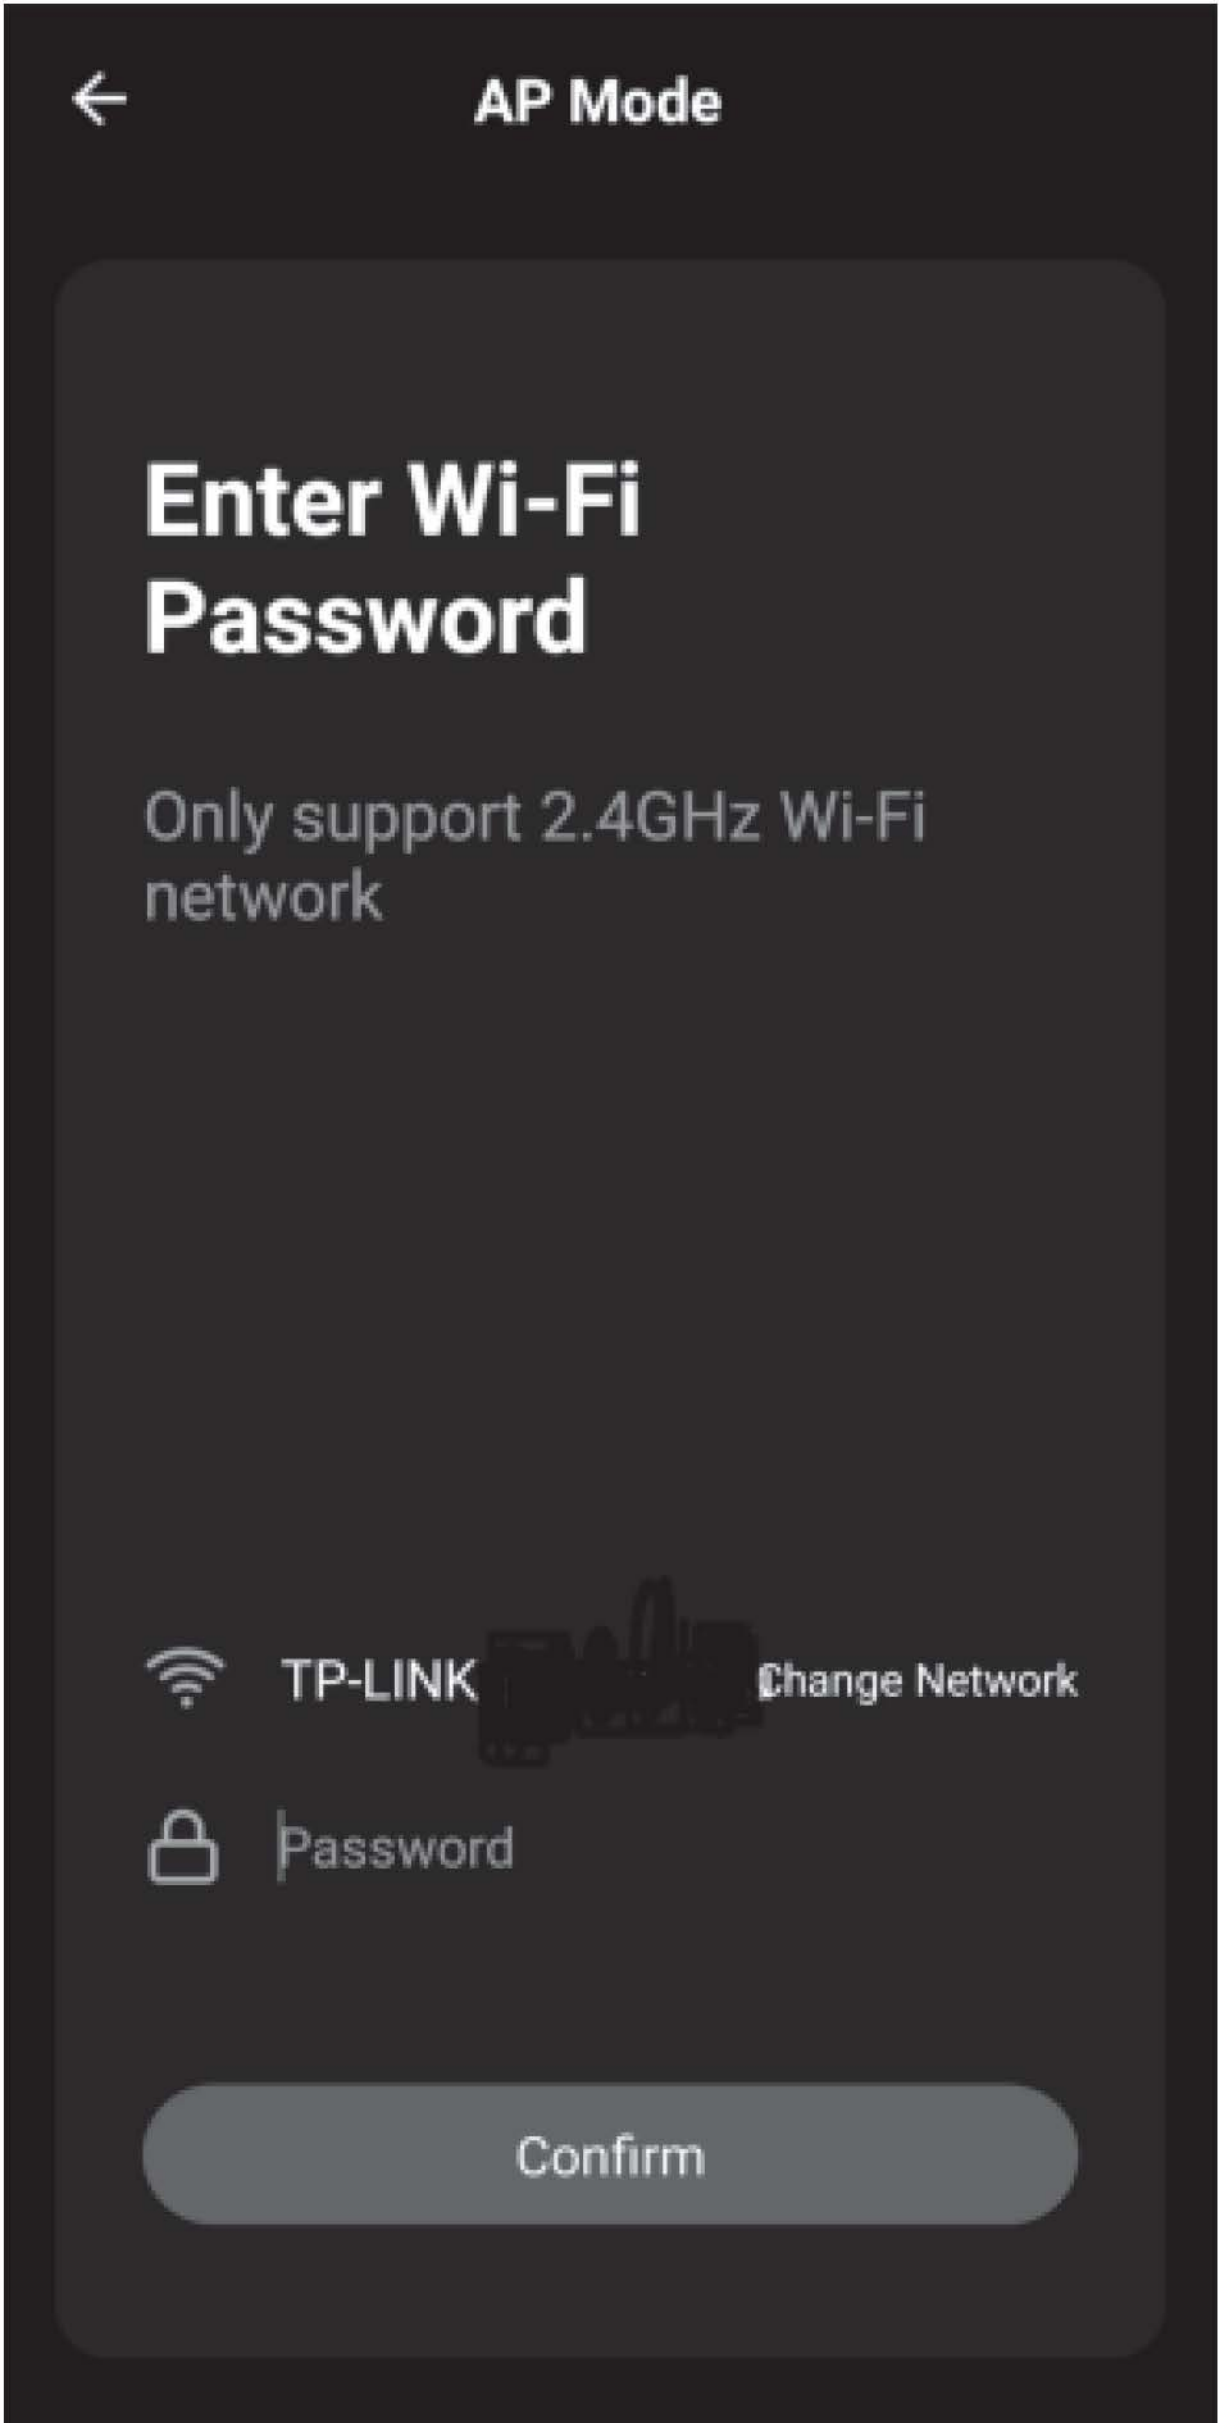 AP Mode
Enter Wi-Fi
Password
Only support 2.4GHz Wi-Fi
network
TP-LINK
Change Network
Password
Confirm